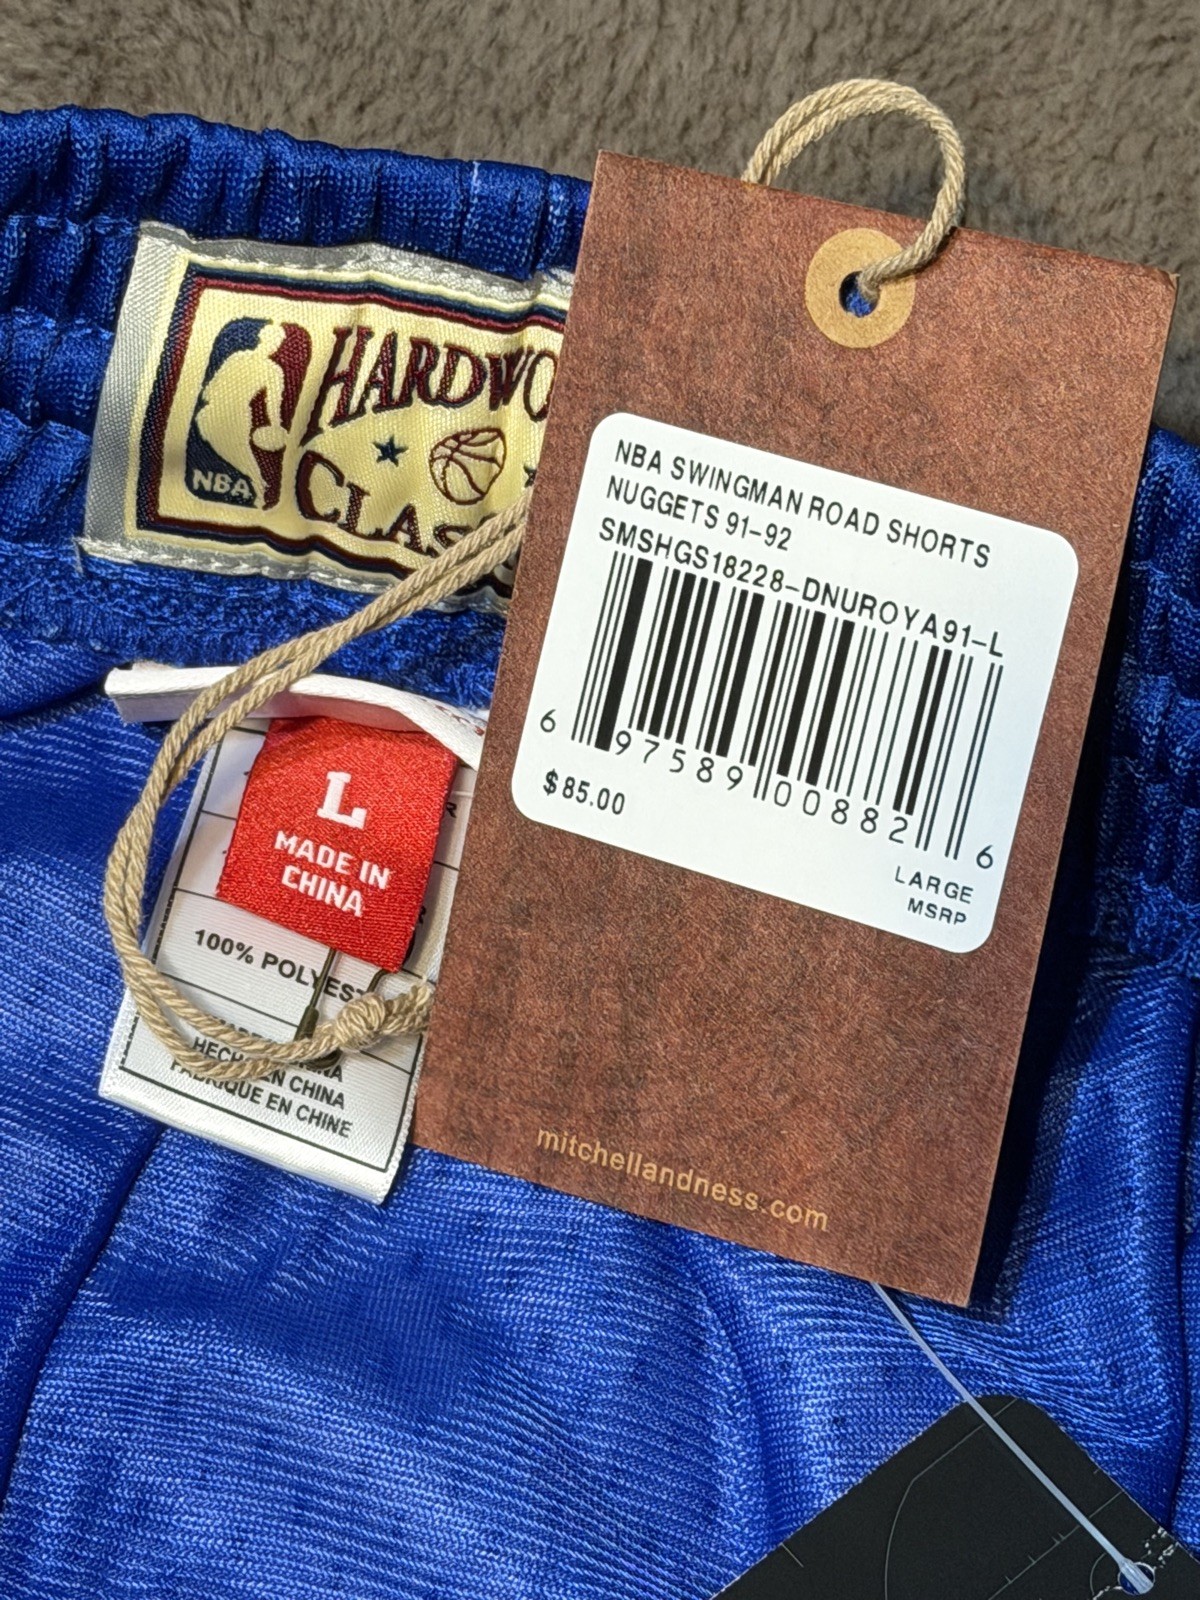 HARDWO
CLAS
NBA
NBA SWINGMAN ROAD SHORTS
NUGGETS 91-92
SMSHGS18228-DNUROYA91-L
6 97589 00882 6
$85.00
LARGE
MSRP
mitchellandness.com
L
MADE IN
CHINA
100% POLYEST
HECHO EN CHINA
FABRIQUE EN CHINE